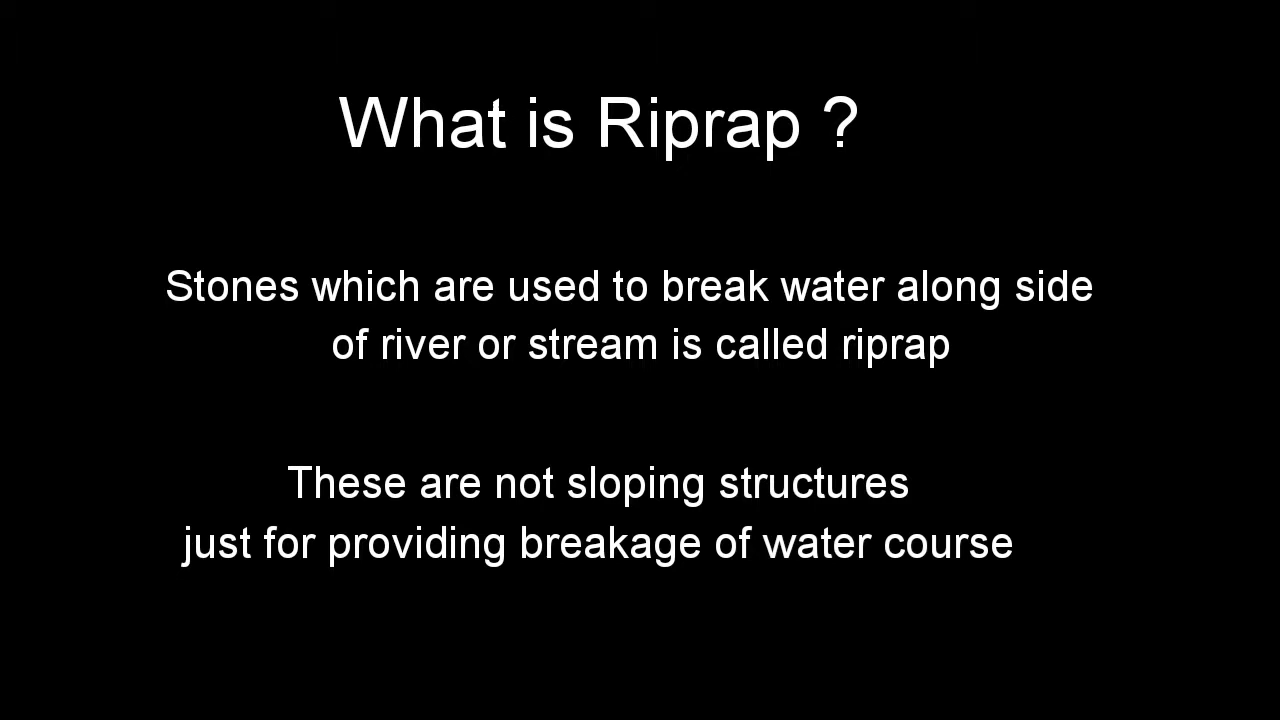 What is Riprap ?
Stones which are used to break water along side
of river or stream is called riprap
These are not sloping structures
just for providing breakage of water course